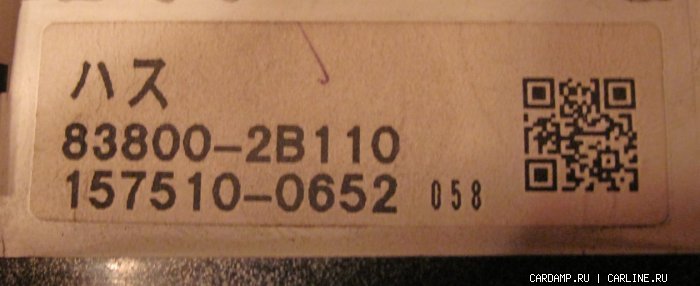 ハス
83800-2B110
157510-0652 058
CARDAMP.RU | CARLINE.RU